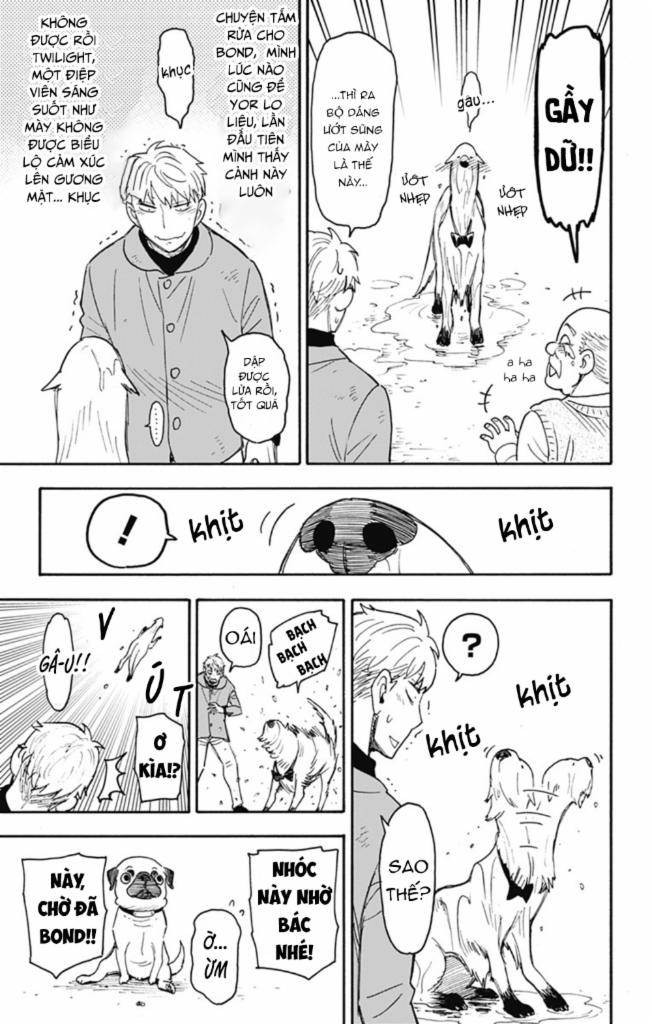 GẦY
DỮ!!
gâu...
...THÌ RA
BỘ DÁNG
ƯỚT SŨNG
CỦA MÀY
LÀ THẾ
NÀY...
ƯỚT
NHẸP
ƯỚT
NHẸP
a ha
ha ha
CHUYỆN TẮM
RỬA CHO
BOND, MÌNH
LÚC NÀO
CŨNG ĐỂ
YOR LO
LIỆU, LẦN
ĐẦU TIÊN
MÌNH THẤY
CẢNH NÀY
LUÔN
khục
KHÔNG
ĐƯỢC RỒI
TWILIGHT,
MỘT ĐIỆP
VIÊN SÁNG
SUỐT NHƯ
MÀY KHÔNG
ĐƯỢC BIỂU
LỘ CẢM XÚC
LÊN GƯƠNG
MẶT... KHỤC
DẬP
ĐƯỢC
LỬA RỒI,
TỐT QUÁ
......
khịt
khịt
!
?
khịt
khịt
SAO
THẾ?
BẠCH
BẠCH
BẠCH
OÁI
VÚT
GÂ-U!!
Ơ
KÌA!?
NHÓC
NÀY NHỜ
BÁC
NHÉ!
Ờ...
ỪM
NÀY,
CHỜ ĐÃ
BOND!!